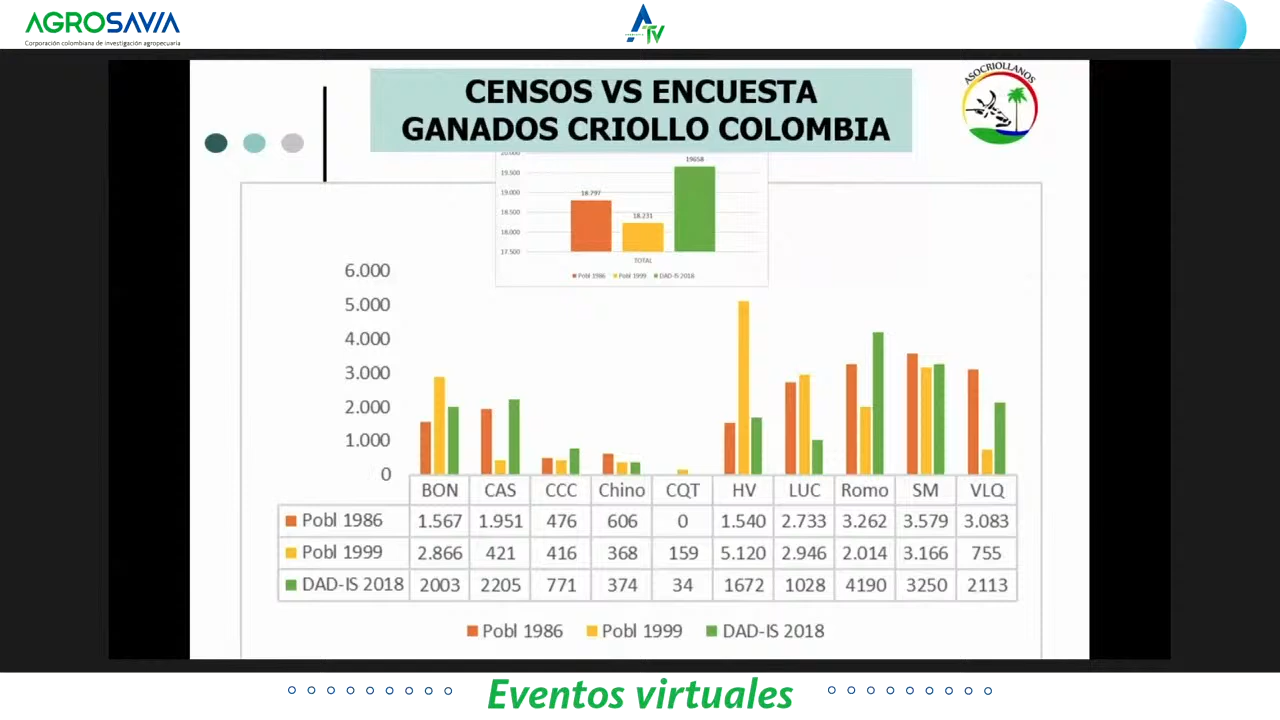 AGROSAVIA
Corporación colombiana de investigación agropecuaria
TV
CENSOS VS ENCUESTA
GANADOS CRIOLLO COLOMBIA
ASOCRIOLLANOS
20.000
19.500
19.000
18.500
18.000
17.500
18.797
18.231
19658
TOTAL
Pobl 1986 Pobl 1999 DAD-IS 2018
6.000
5.000
4.000
3.000
2.000
1.000
0
BON CAS CCC Chino CQT HV LUC Romo SM VLQ
Pobl 1986 1.567 1.951 476 606 0 1.540 2.733 3.262 3.579 3.083
Pobl 1999 2.866 421 416 368 159 5.120 2.946 2.014 3.166 755
DAD-IS 2018 2003 2205 771 374 34 1672 1028 4190 3250 2113
Pobl 1986 Pobl 1999 DAD-IS 2018
Eventos virtuales